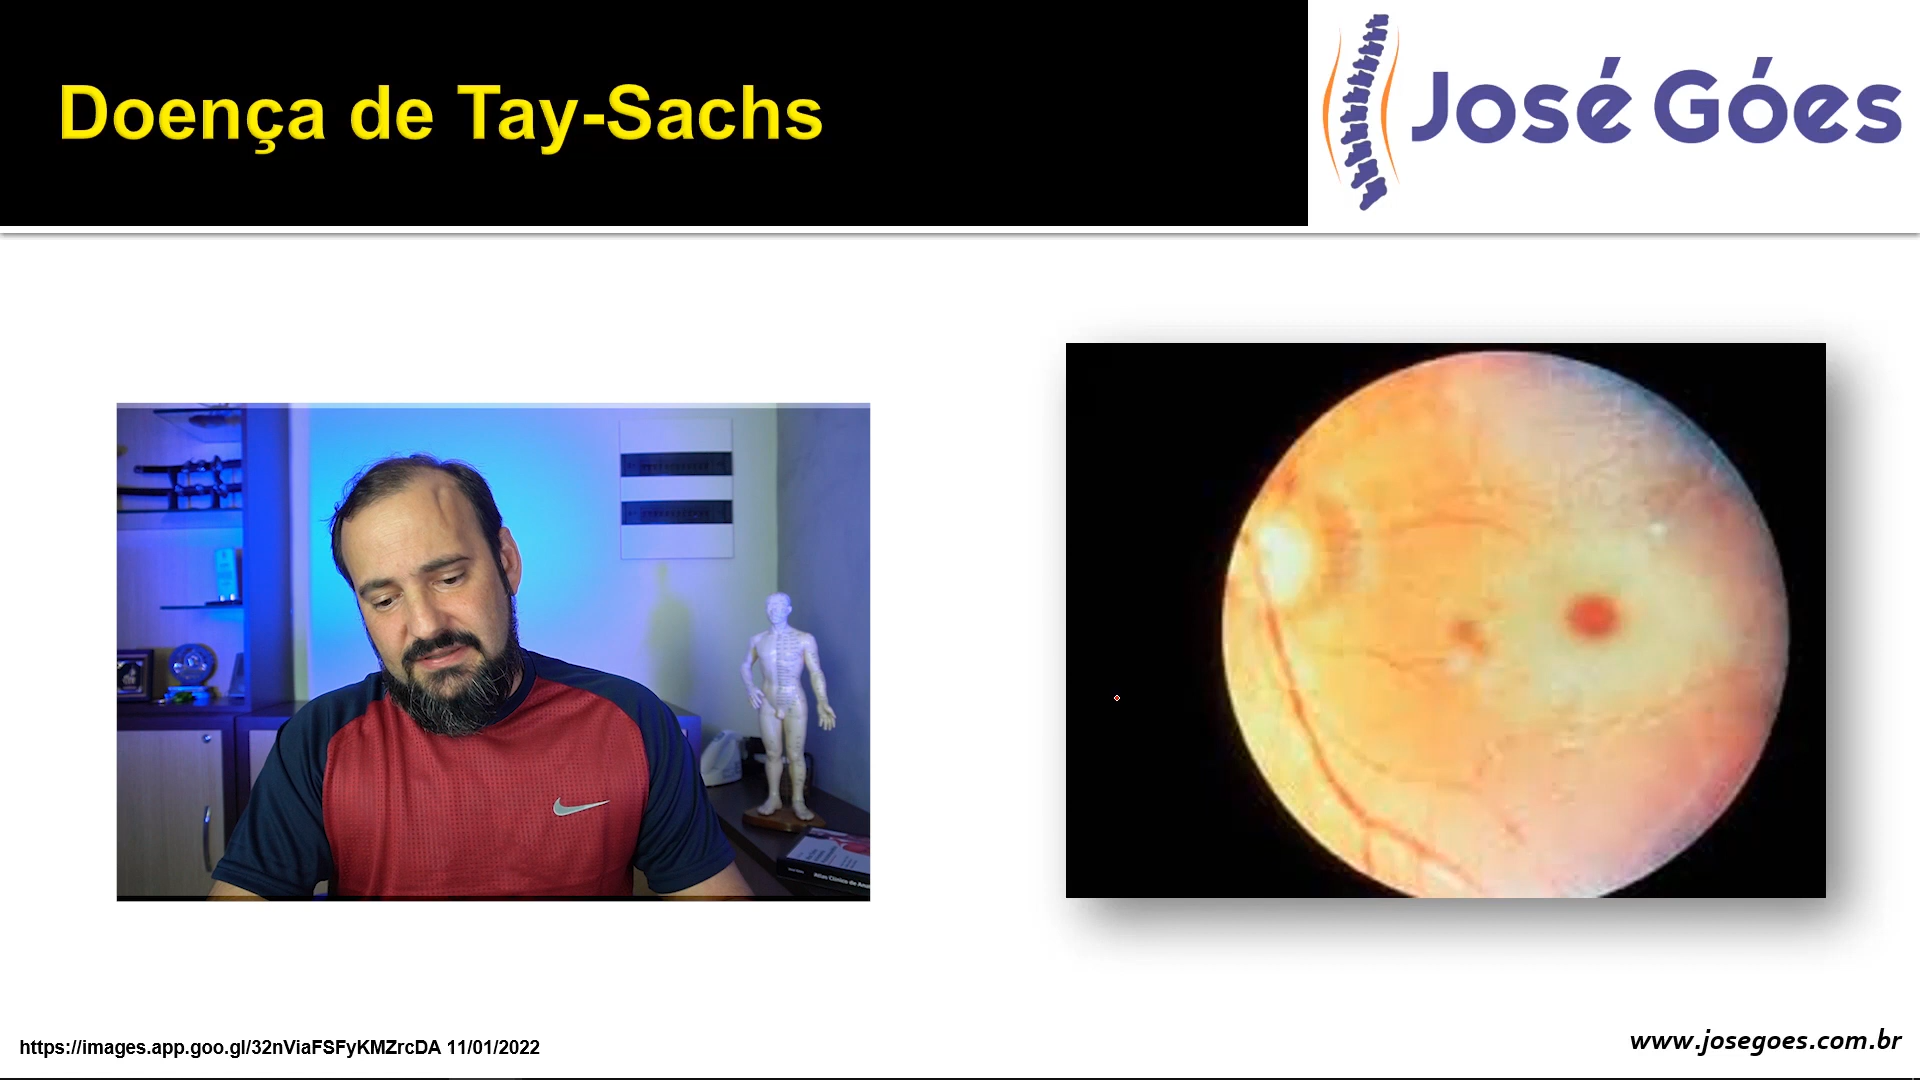 Doença de Tay-Sachs
José Góes
https://images.app.goo.gl/32nViaFSFyKMZrcDA 11/01/2022
www.josegoes.com.br